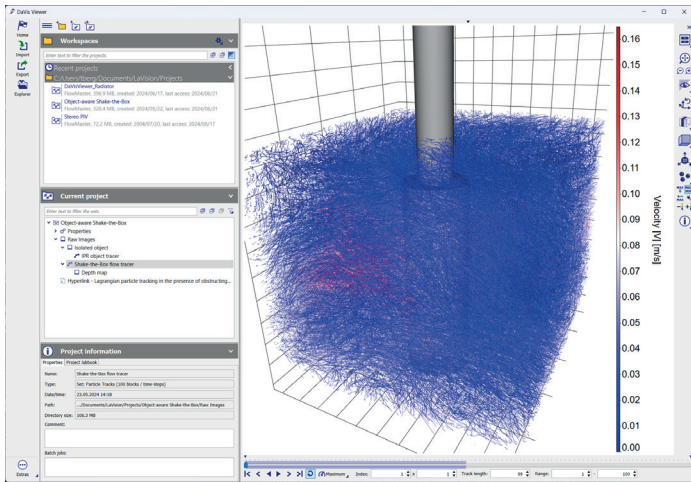 DaVis Viewer
Home
Import
Export
Explorer
Extras
Workspaces
Enter text to filter the projects.
Recent projects
C:/Users/tberg/Documents/LaVision/Projects
DaVisViewer_Radiator
FlowMaster, 396.9 MB, created: 2024/06/17, last access: 2024/06/21
Object-aware Shake-the-Box
FlowMaster, 328.4 MB, created: 2024/05/22, last access: 2024/06/21
Stereo PIV
FlowMaster, 72.2 MB, created: 2004/07/20, last access: 2024/06/17
Current project
Enter text to filter the sets.
Object-aware Shake-the-Box
Properties
Raw Images
Isolated object
IPR object tracer
Shake-the-Box flow tracer
Depth map
Hyperlink - Lagrangian particle tracking in the presence of obstructing...
Project information
Properties Project labbook
Name: Shake-the-Box flow tracer
Type: Set: Particle Tracks (100 blocks / time-steps)
Date/time: 23.05.2024 14:18
Path: .../Documents/LaVision/Projects/Object-aware Shake-the-Box/Raw Images
Directory size: 106.3 MB
Comment:
Batch jobs:
0.16
0.15
0.14
0.13
0.12
0.11
0.10
0.09
0.08
0.07
0.06
0.05
0.04
0.03
0.02
0.01
0.00
Velocity |V| [m/s]
Maximum Index: 1 x 1 Track length: 99 Range: 1 - 100